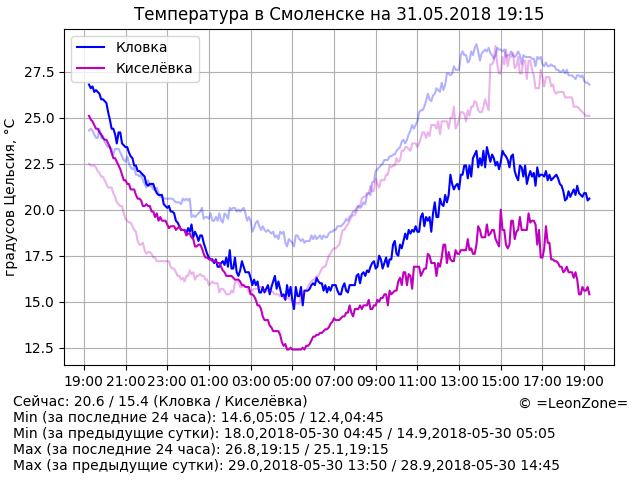 Температура в Смоленске на 31.05.2018 19:15
Кловка
Киселёвка
градусов Цельсия, °C
27.5
25.0
22.5
20.0
17.5
15.0
12.5
19:00 21:00 23:00 01:00 03:00 05:00 07:00 09:00 11:00 13:00 15:00 17:00 19:00
Сейчас: 20.6 / 15.4 (Кловка / Киселёвка)
© =LeonZone=
Min (за последние 24 часа): 14.6,05:05 / 12.4,04:45
Min (за предыдущие сутки): 18.0,2018-05-30 04:45 / 14.9,2018-05-30 05:05
Max (за последние 24 часа): 26.8,19:15 / 25.1,19:15
Max (за предыдущие сутки): 29.0,2018-05-30 13:50 / 28.9,2018-05-30 14:45